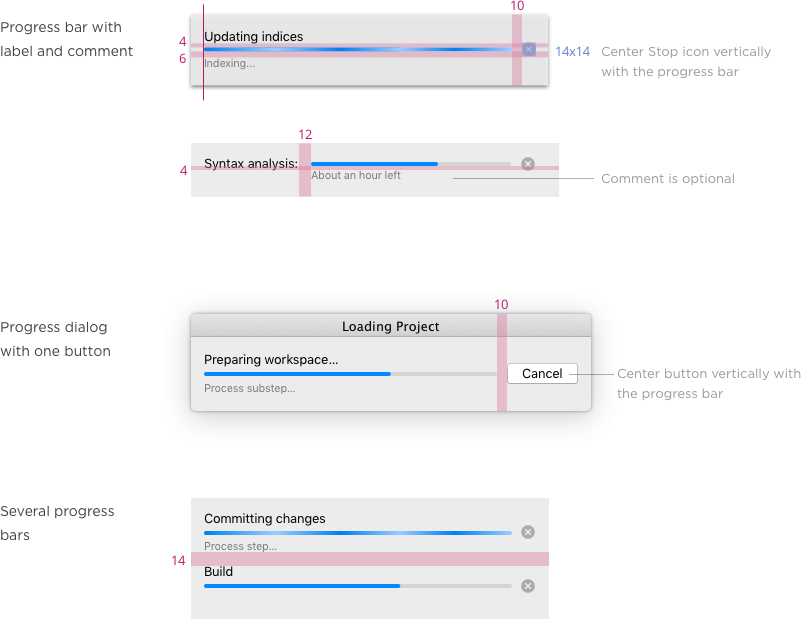 Progress bar with
label and comment
10
Updating indices
4
6
Indexing...
14x14
Center Stop icon vertically
with the progress bar
12
Syntax analysis:
4
About an hour left
Comment is optional
Progress dialog
with one button
10
Loading Project
Preparing workspace...
Process substep...
Cancel
Center button vertically with
the progress bar
Several progress
bars
Committing changes
Process step...
14
Build